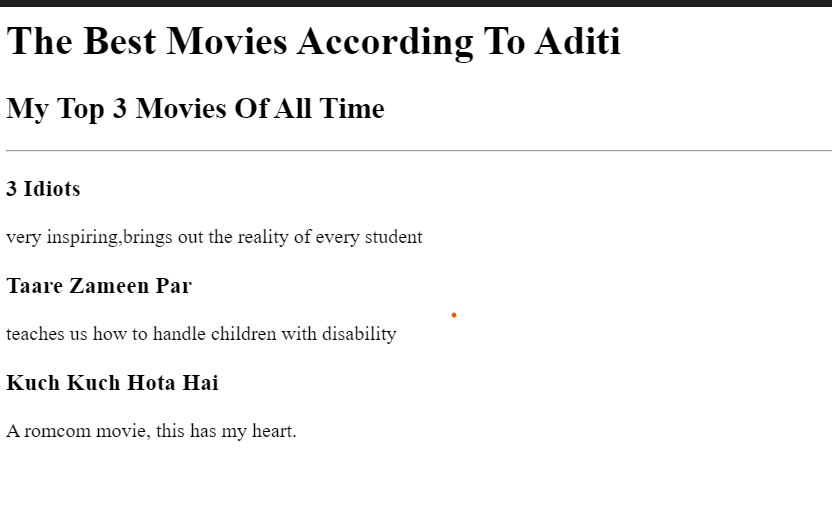 The Best Movies According To Aditi
My Top 3 Movies Of All Time
3 Idiots
very inspiring,brings out the reality of every student
Taare Zameen Par
teaches us how to handle children with disability
Kuch Kuch Hota Hai
A romcom movie, this has my heart.